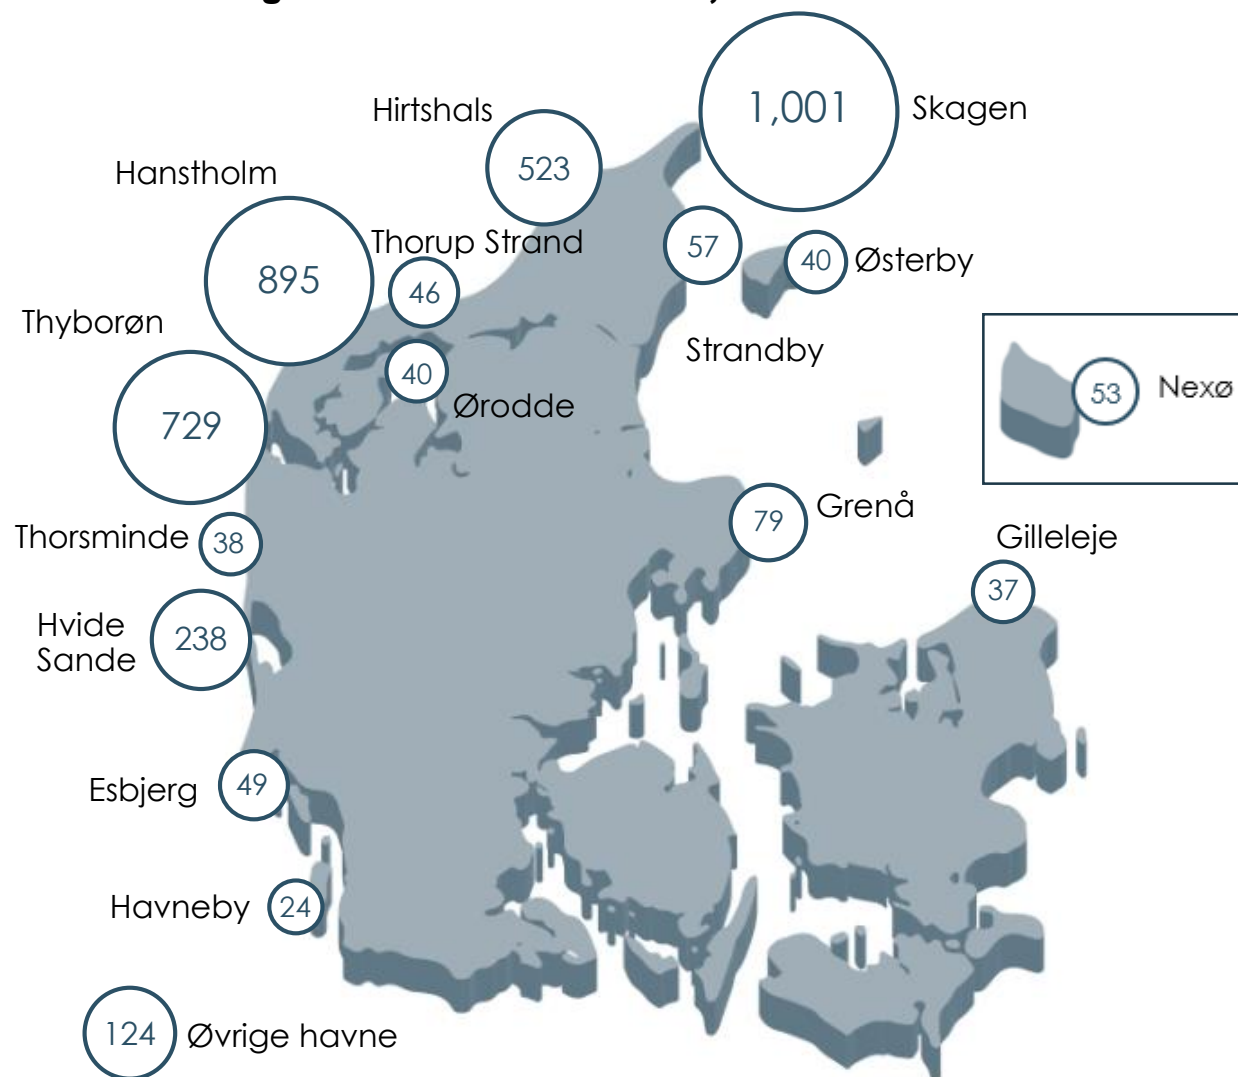 Hirtshals
523
1,001
Skagen
Hanstholm
895
Thorup Strand
46
57
40
Østerby
Thyborøn
729
40
Ørodde
Strandby
53
Nexø
Thorsminde
38
79
Grenå
Gilleleje
37
Hvide
Sande
238
Esbjerg
49
Havneby
24
124
Øvrige havne